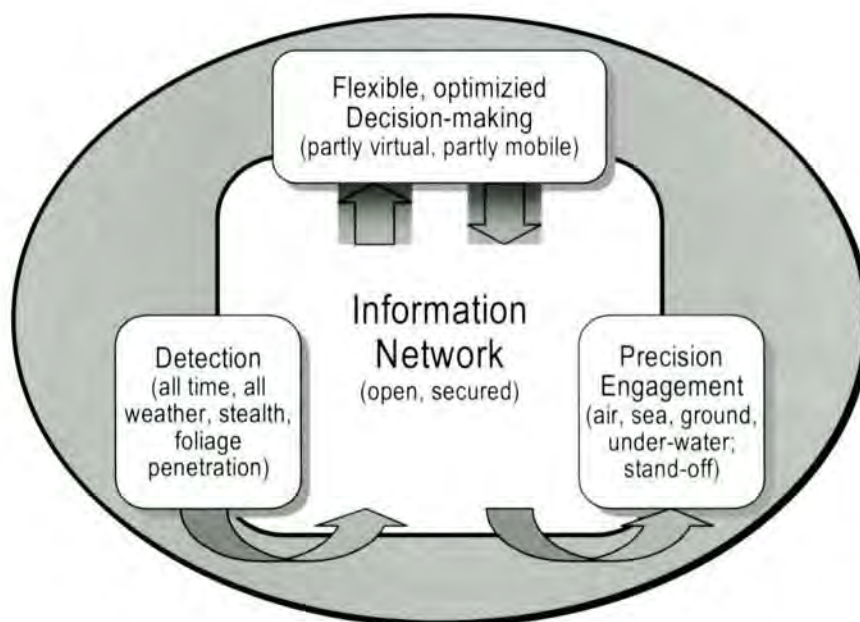 Flexible, optimizied
Decision-making
(partly virtual, partly mobile)
Information
Network
(open, secured)
Detection
(all time, all
weather, stealth,
foliage
penetration)
Precision
Engagement
(air, sea, ground,
under-water;
stand-off)